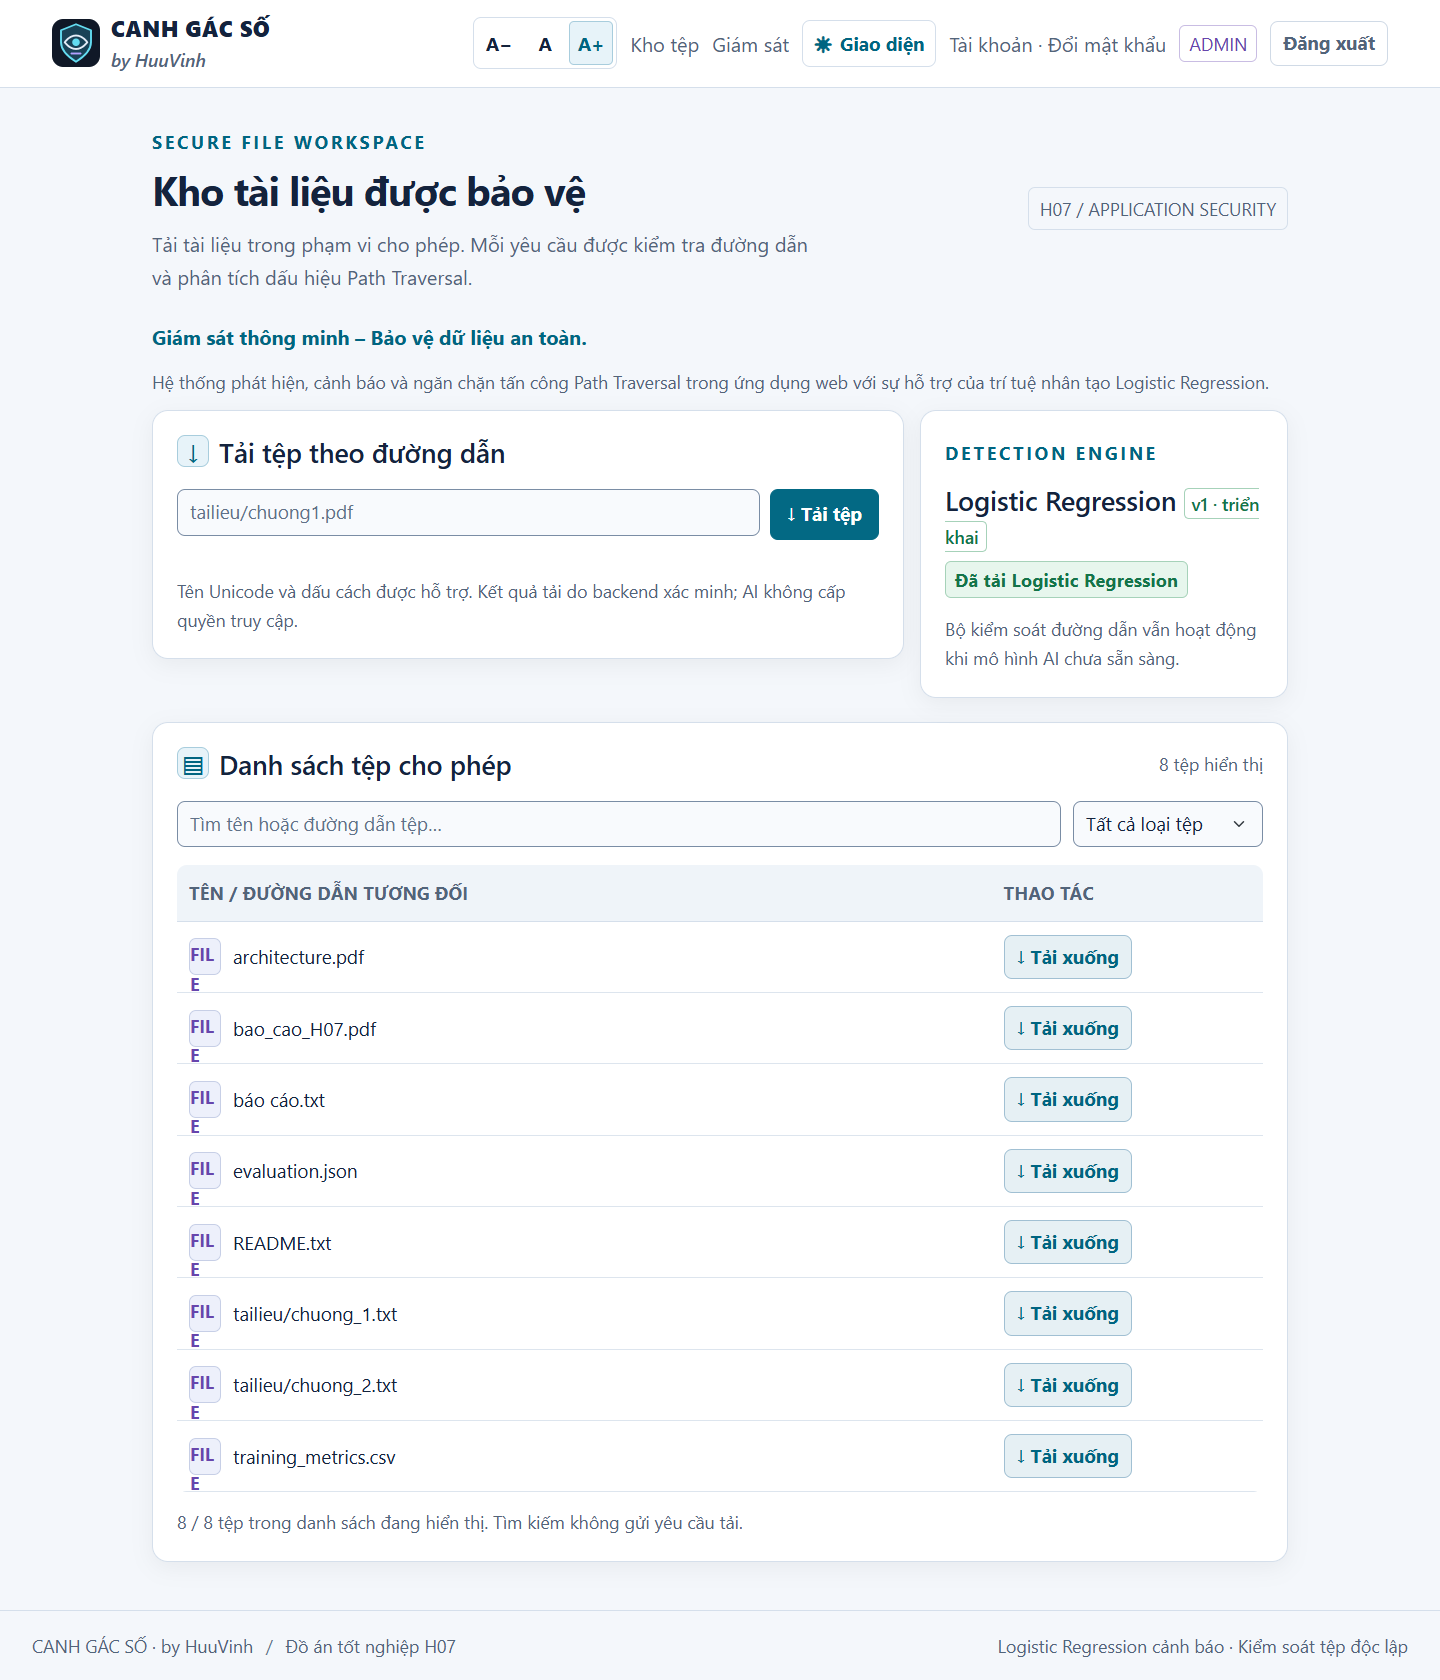 CANH GÁC SỐ
by HuuVinh
A− A A+ Kho tệp Giám sát Giao diện Tài khoản · Đổi mật khẩu ADMIN Đăng xuất
SECURE FILE WORKSPACE
Kho tài liệu được bảo vệ
H07 / APPLICATION SECURITY
Tải tài liệu trong phạm vi cho phép. Mỗi yêu cầu được kiểm tra đường dẫn
và phân tích dấu hiệu Path Traversal.
Giám sát thông minh – Bảo vệ dữ liệu an toàn.
Hệ thống phát hiện, cảnh báo và ngăn chặn tấn công Path Traversal trong ứng dụng web với sự hỗ trợ của trí tuệ nhân tạo Logistic Regression.
↓ Tải tệp theo đường dẫn
tailieu/chuong1.pdf
↓ Tải tệp
Tên Unicode và dấu cách được hỗ trợ. Kết quả tải do backend xác minh; AI không cấp
quyền truy cập.
DETECTION ENGINE
Logistic Regression v1 · triển
khai
Đã tải Logistic Regression
Bộ kiểm soát đường dẫn vẫn hoạt động
khi mô hình AI chưa sẵn sàng.
Danh sách tệp cho phép
8 tệp hiển thị
Tìm tên hoặc đường dẫn tệp...
Tất cả loại tệp
TÊN / ĐƯỜNG DẪN TƯƠNG ĐỐI THAO TÁC
FIL
E
architecture.pdf
↓ Tải xuống
FIL
E
bao_cao_H07.pdf
↓ Tải xuống
FIL
E
báo cáo.txt
↓ Tải xuống
FIL
E
evaluation.json
↓ Tải xuống
FIL
E
README.txt
↓ Tải xuống
FIL
E
tailieu/chuong_1.txt
↓ Tải xuống
FIL
E
tailieu/chuong_2.txt
↓ Tải xuống
FIL
E
training_metrics.csv
↓ Tải xuống
8 / 8 tệp trong danh sách đang hiển thị. Tìm kiếm không gửi yêu cầu tải.
CANH GÁC SỐ · by HuuVinh / Đồ án tốt nghiệp H07
Logistic Regression cảnh báo · Kiểm soát tệp độc lập